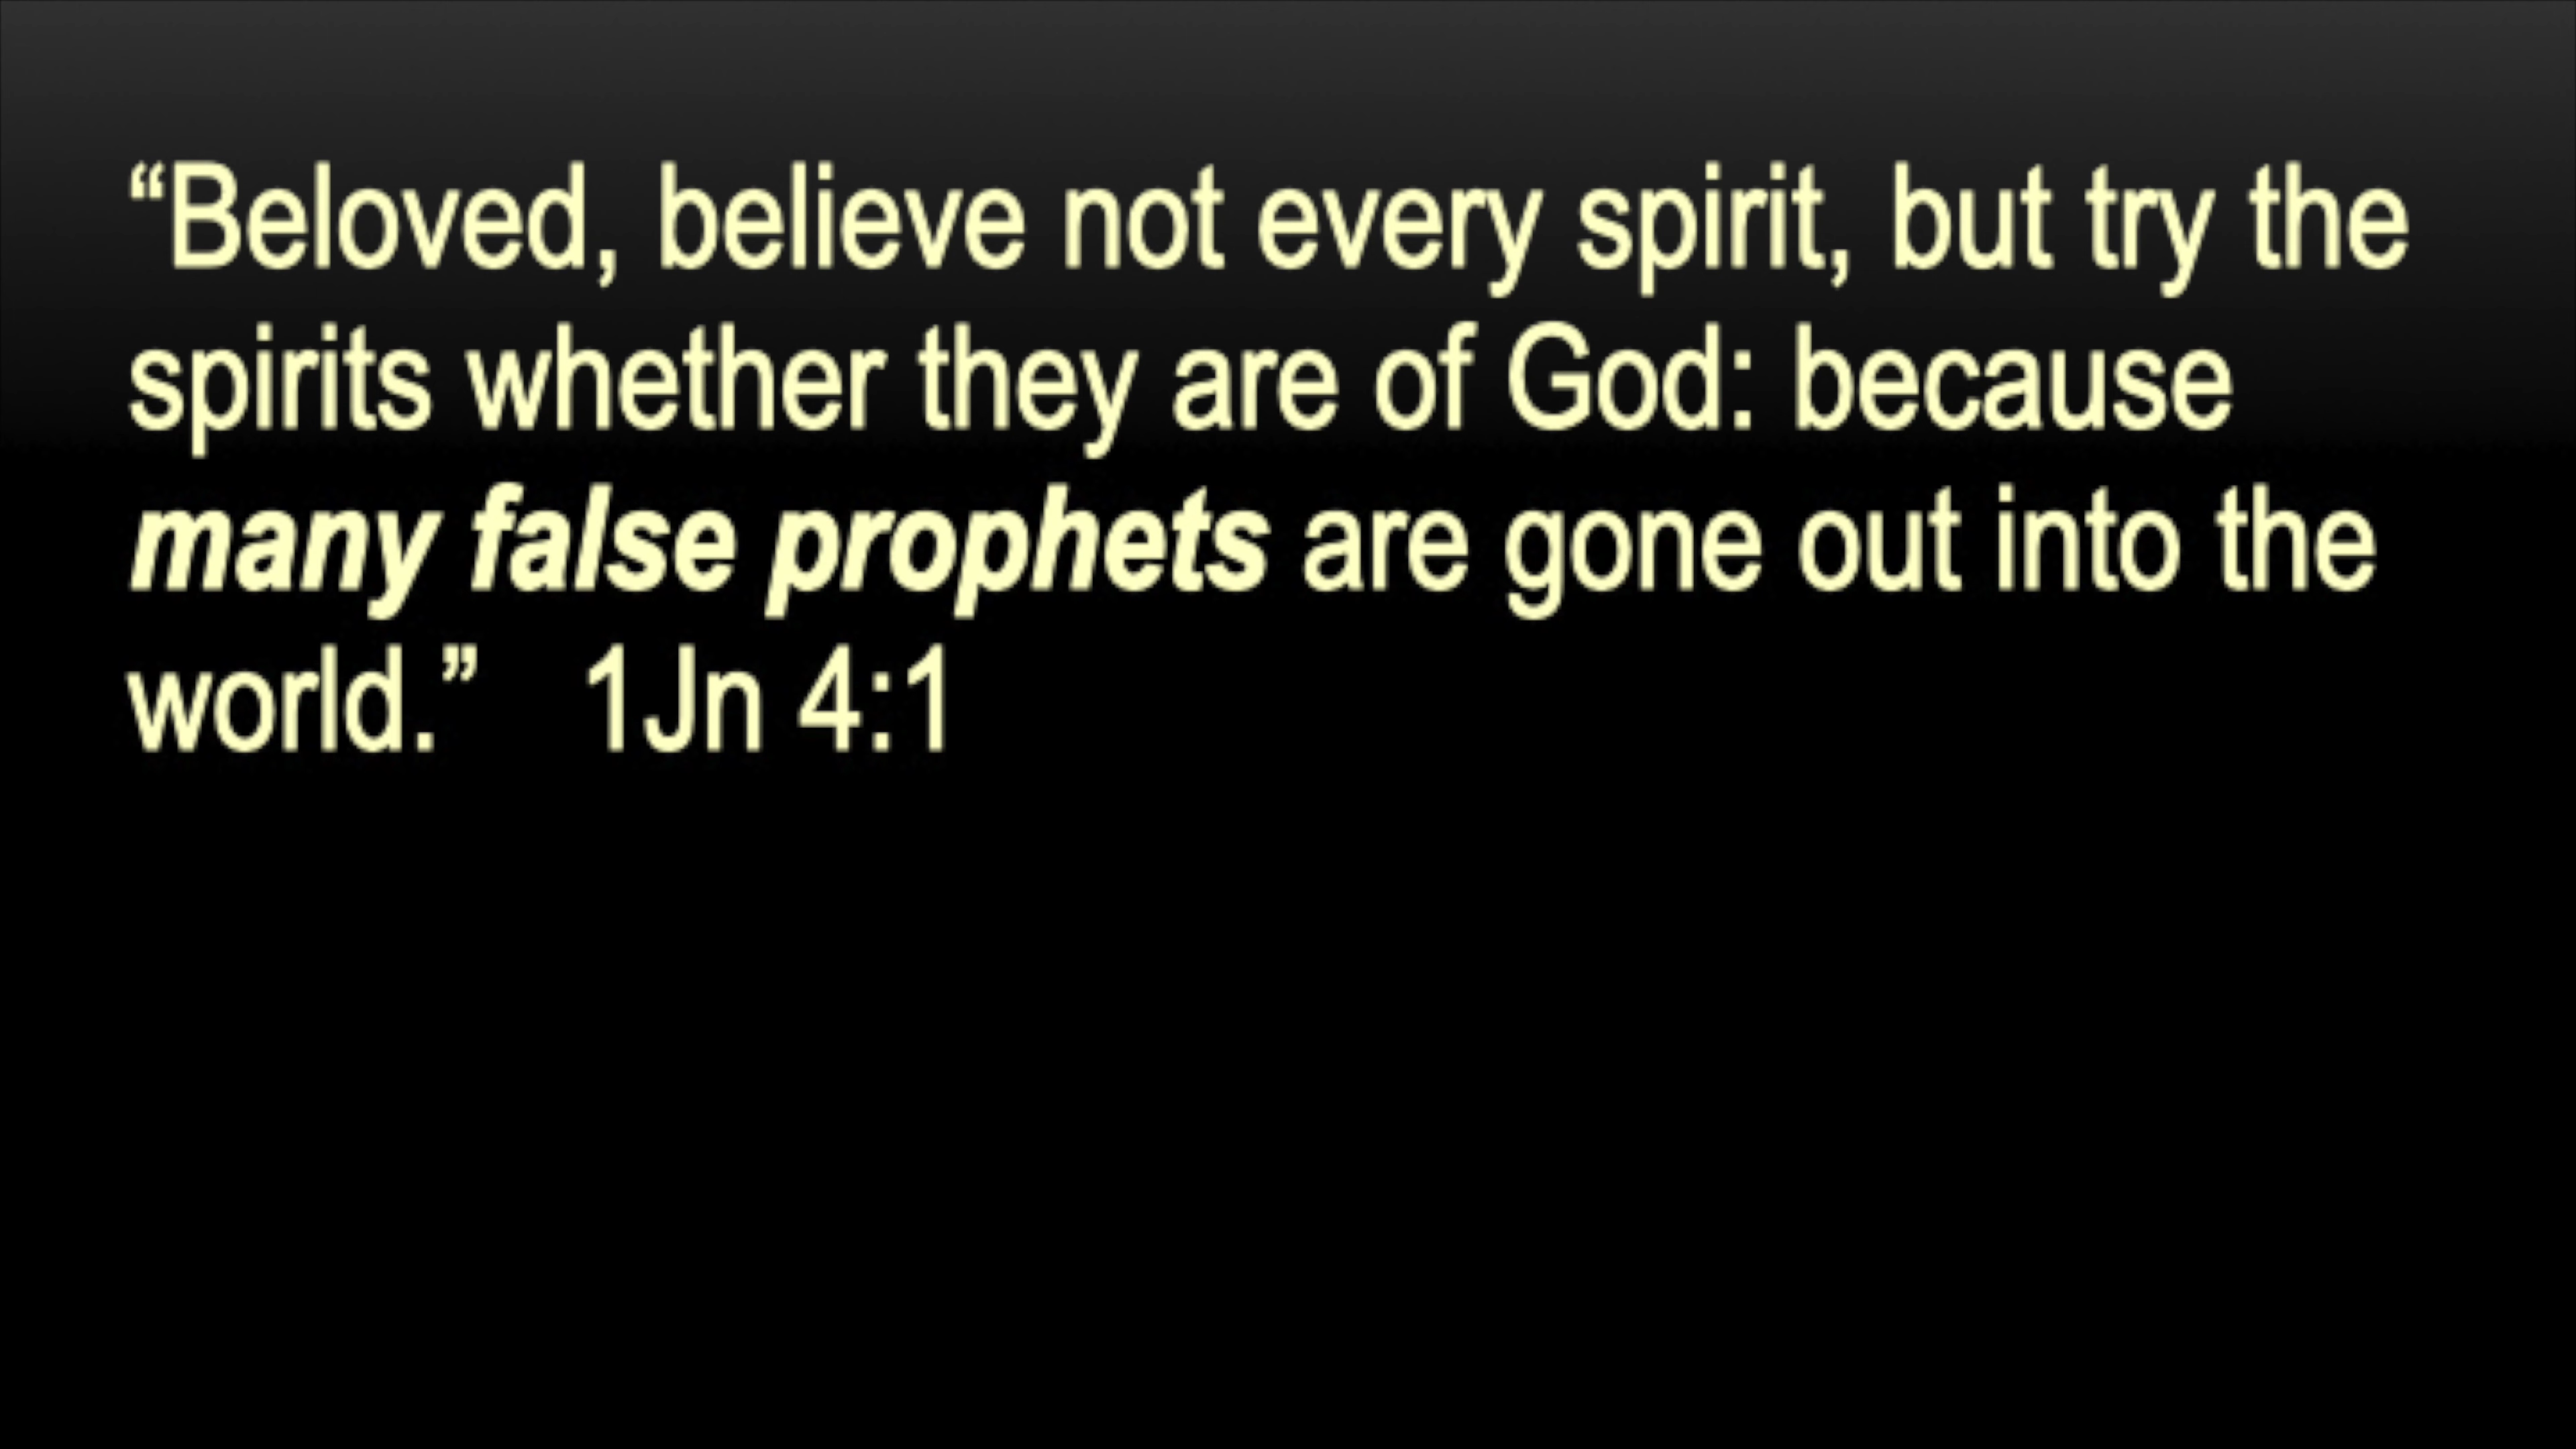 “Beloved, believe not every spirit, but try the
spirits whether they are of God: because
many false prophets are gone out into the
world.”   1Jn 4:1